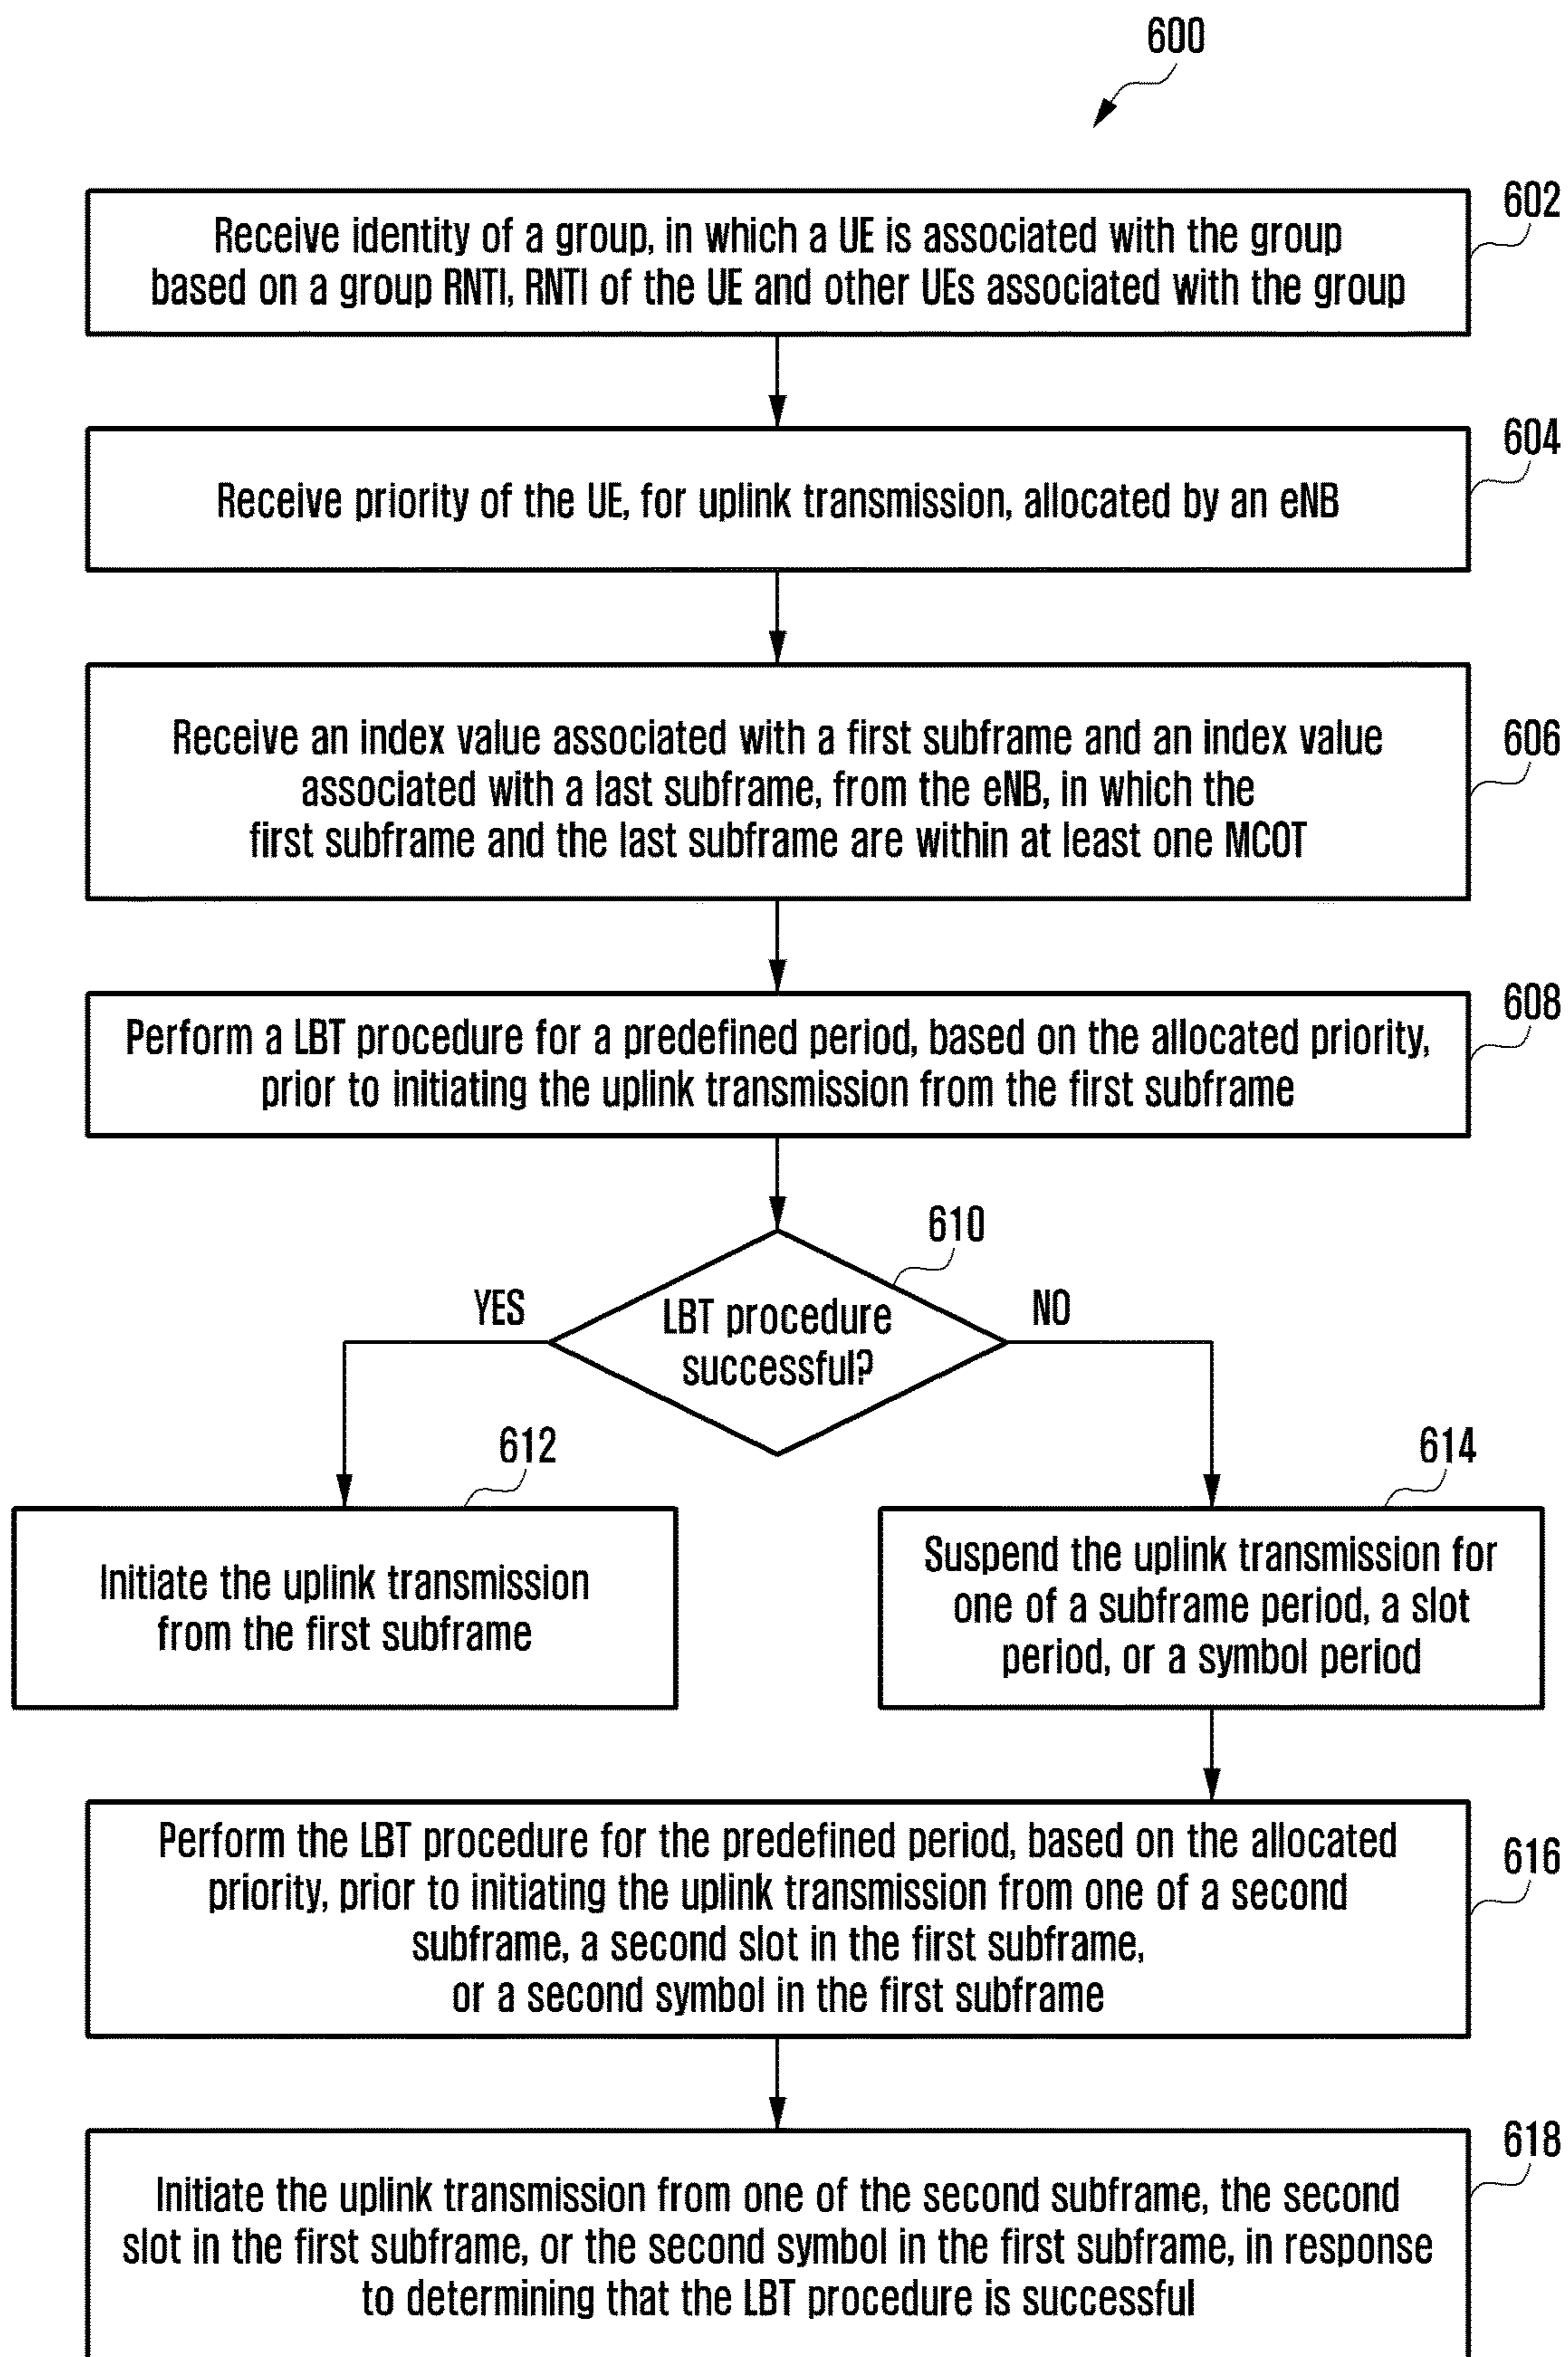 600
602
Receive identity of a group, in which a UE is associated with the group
based on a group RNTI, RNTI of the UE and other UEs associated with the group
604
Receive priority of the UE, for uplink transmission, allocated by an eNB
606
Receive an index value associated with a first subframe and an index value
associated with a last subframe, from the eNB, in which the
first subframe and the last subframe are within at least one MCOT
608
Perform a LBT procedure for a predefined period, based on the allocated priority,
prior to initiating the uplink transmission from the first subframe
610
YES
LBT procedure
successful?
NO
612
Initiate the uplink transmission
from the first subframe
614
Suspend the uplink transmission for
one of a subframe period, a slot
period, or a symbol period
616
Perform the LBT procedure for the predefined period, based on the allocated
priority, prior to initiating the uplink transmission from one of a second
subframe, a second slot in the first subframe,
or a second symbol in the first subframe
618
Initiate the uplink transmission from one of the second subframe, the second
slot in the first subframe, or the second symbol in the first subframe, in response
to determining that the LBT procedure is successful